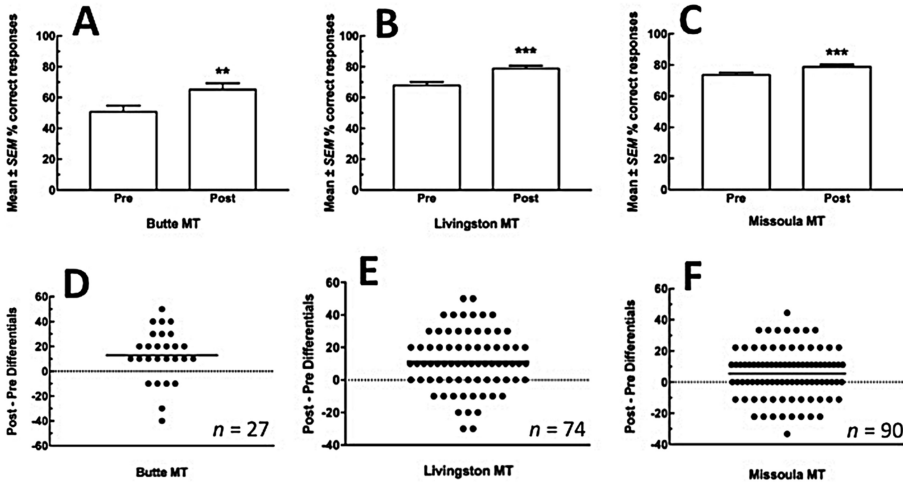 A
Mean ± SEM % correct responses
100
80
60
40
20
0
**
Pre
Post
Butte MT
B
Mean ± SEM % correct responses
100
80
60
40
20
0
***
Pre
Post
Livingston MT
C
Mean ± SEM % correct responses
100
80
60
40
20
0
***
Pre
Post
Missoula MT
D
Post - Pre Differentials
60
40
20
0
-20
-40
-60
n = 27
Butte MT
E
Post - Pre Differentials
60
40
20
0
-20
-40
n = 74
Livingston MT
F
Post - Pre Differentials
60
40
20
0
-20
-40
n = 90
Missoula MT